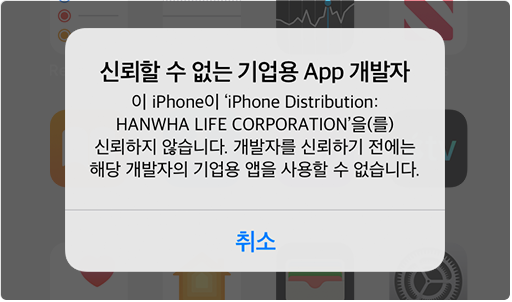 신뢰할 수 없는 기업용 App 개발자
이 iPhone이 ‘iPhone Distribution:
HANWHA LIFE CORPORATION’을(를)
신뢰하지 않습니다. 개발자를 신뢰하기 전에는
해당 개발자의 기업용 앱을 사용할 수 없습니다.
취소